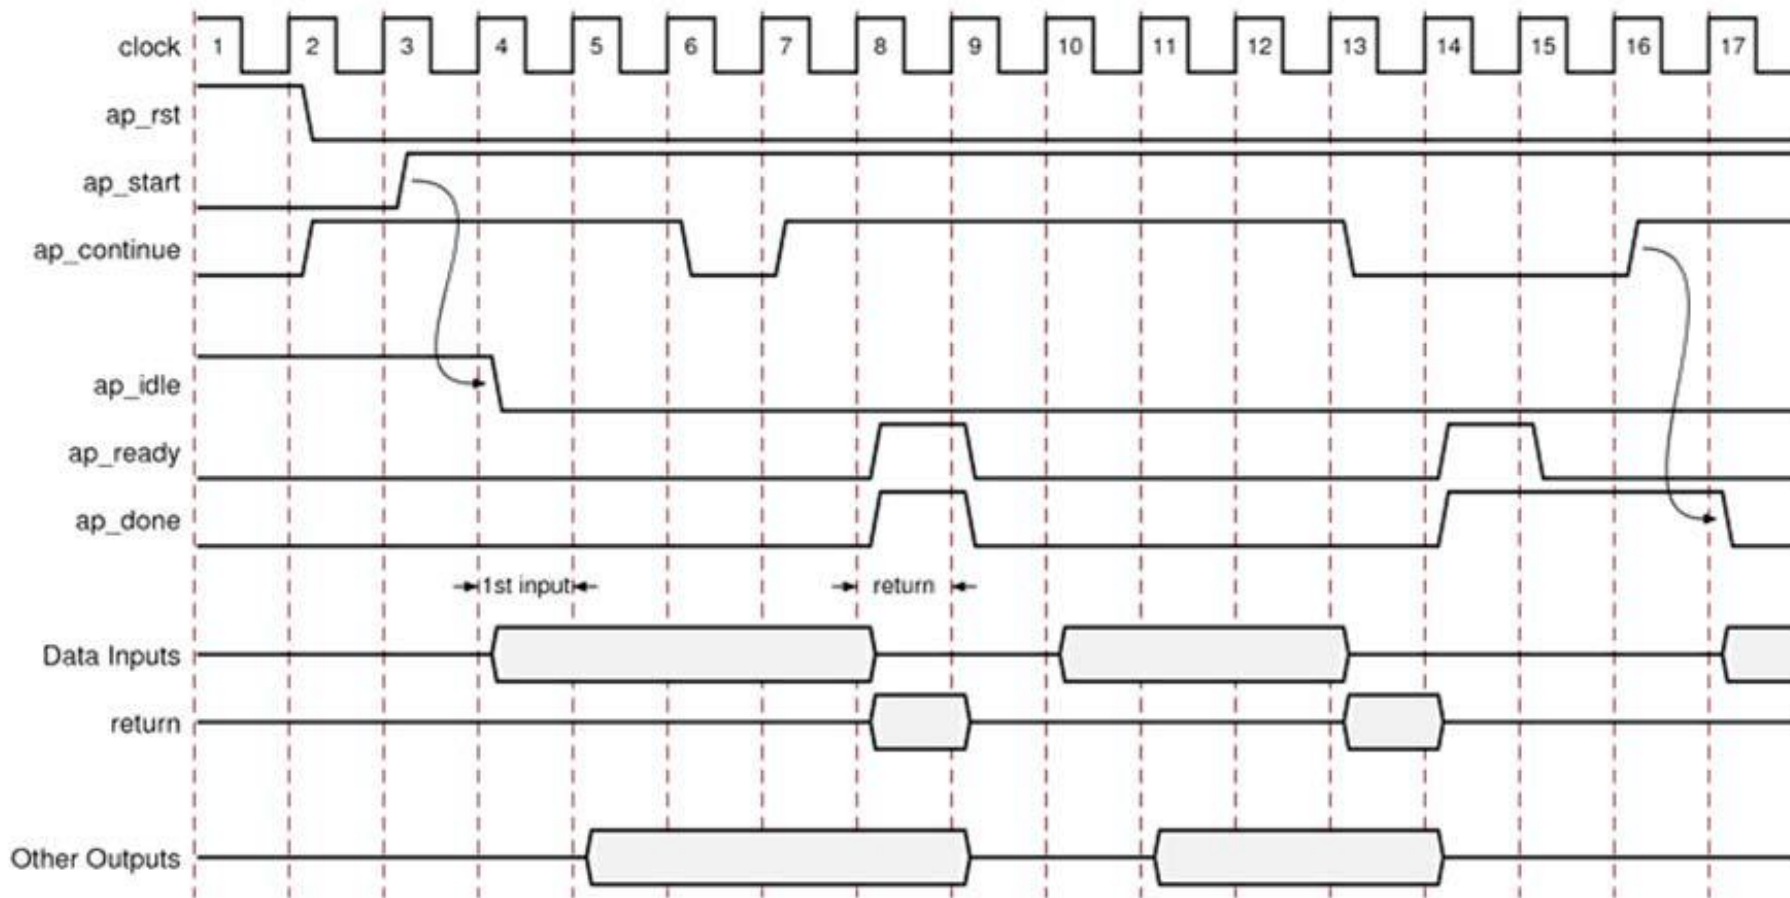 clock 1 2 3 4 5 6 7 8 9 10 11 12 13 14 15 16 17
ap_rst
ap_start
ap_continue
ap_idle
ap_ready
ap_done
1st input return
Data Inputs
return
Other Outputs